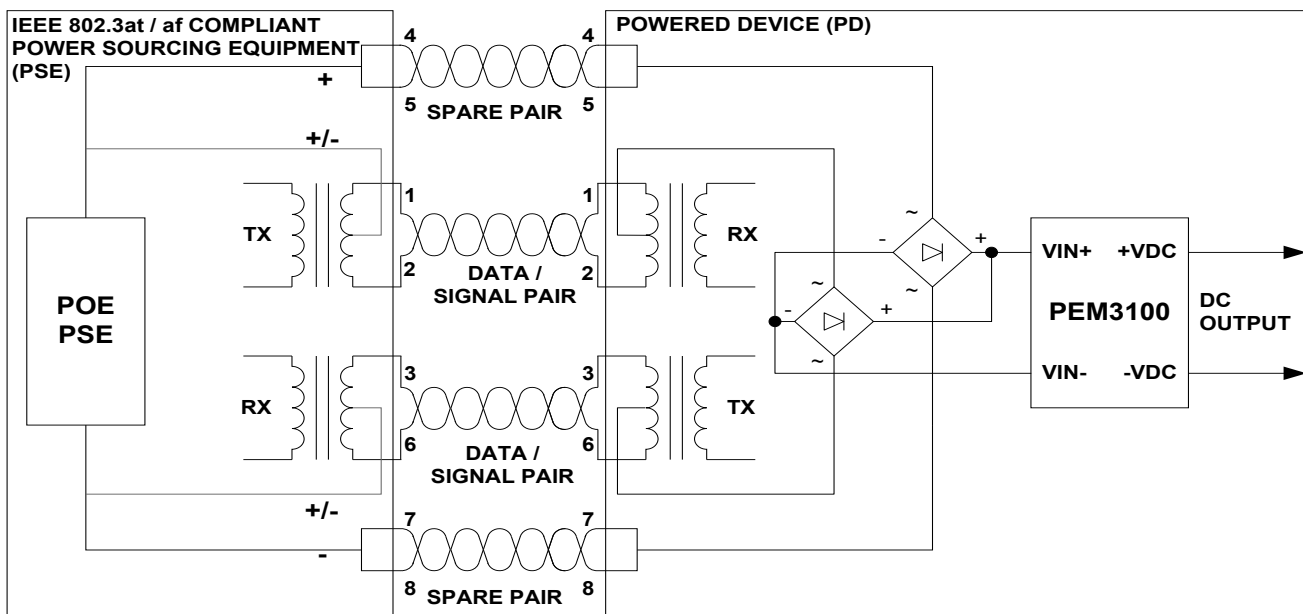 IEEE 802.3at / af COMPLIANT
POWER SOURCING EQUIPMENT
(PSE)
POWERED DEVICE (PD)
4
4
+
5
SPARE PAIR
5
+/-
1
1
TX
RX
2
2
DATA /
SIGNAL PAIR
POE
PSE
~
-
+
~
~
-
+
~
VIN+
+VDC
PEM3100
DC
OUTPUT
VIN-
-VDC
3
3
RX
TX
6
6
DATA /
SIGNAL PAIR
+/-
7
7
-
8
SPARE PAIR
8